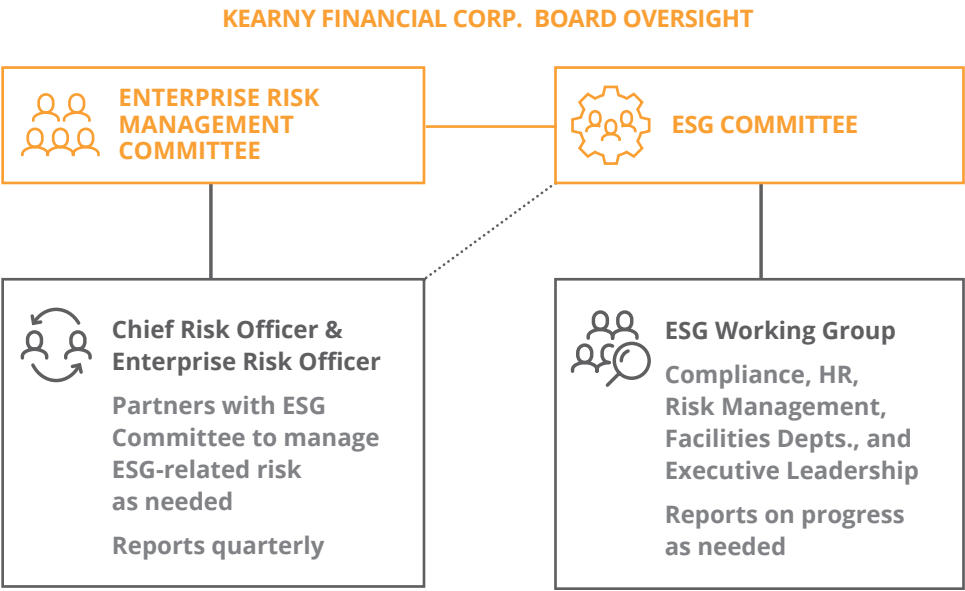 KEARNY FINANCIAL CORP. BOARD OVERSIGHT
ENTERPRISE RISK
MANAGEMENT
COMMITTEE
ESG COMMITTEE
Chief Risk Officer &
Enterprise Risk Officer
Partners with ESG
Committee to manage
ESG-related risk
as needed
Reports quarterly
ESG Working Group
Compliance, HR,
Risk Management,
Facilities Depts., and
Executive Leadership
Reports on progress
as needed